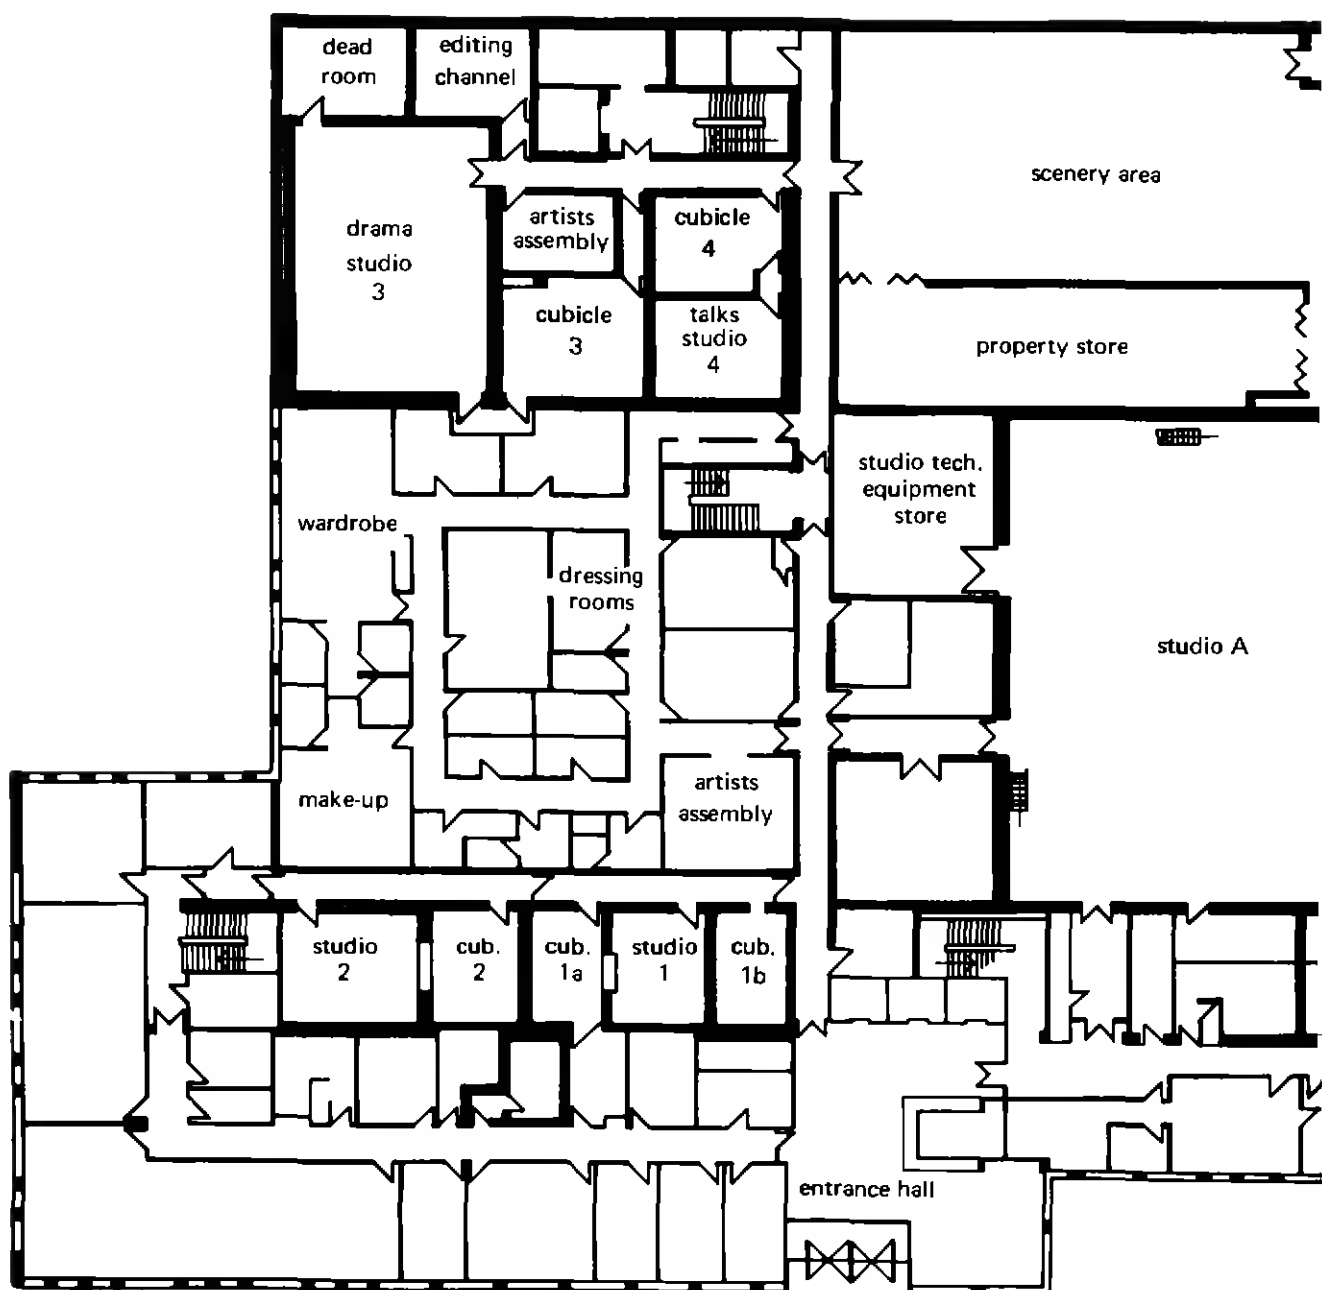 dead
room
editing
channel
scenery area
artists
assembly
cubicle
4
drama
studio
3
cubicle
3
talks
studio
4
property store
studio tech.
equipment
store
wardrobe
dressing
rooms
studio A
make-up
artists
assembly
studio
2
cub.
2
cub.
1a
studio
1
cub.
1b
entrance hall